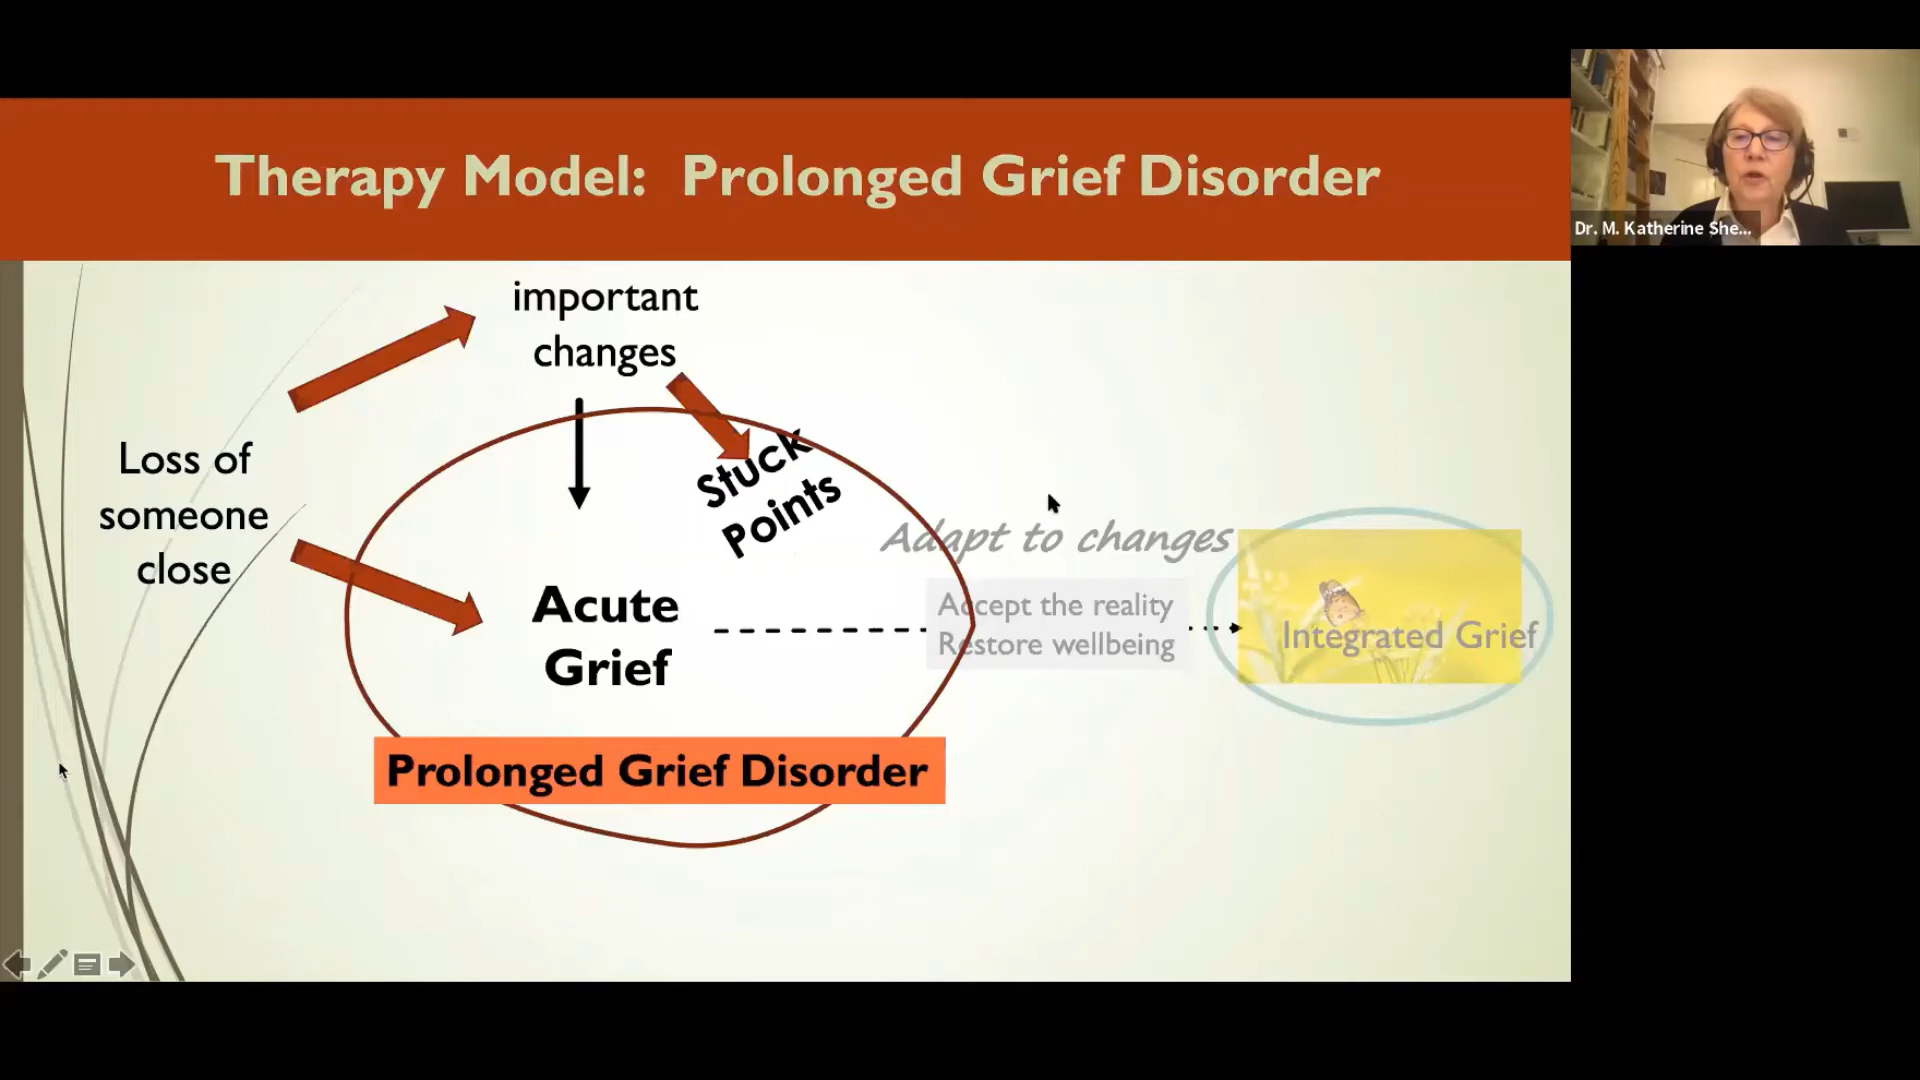 Therapy Model: Prolonged Grief Disorder
Dr. M. Katherine She...
important
changes
Loss of
someone
close
Stuck
Points
Adapt to changes
Acute
Grief
Accept the reality
Restore wellbeing
Integrated Grief
Prolonged Grief Disorder